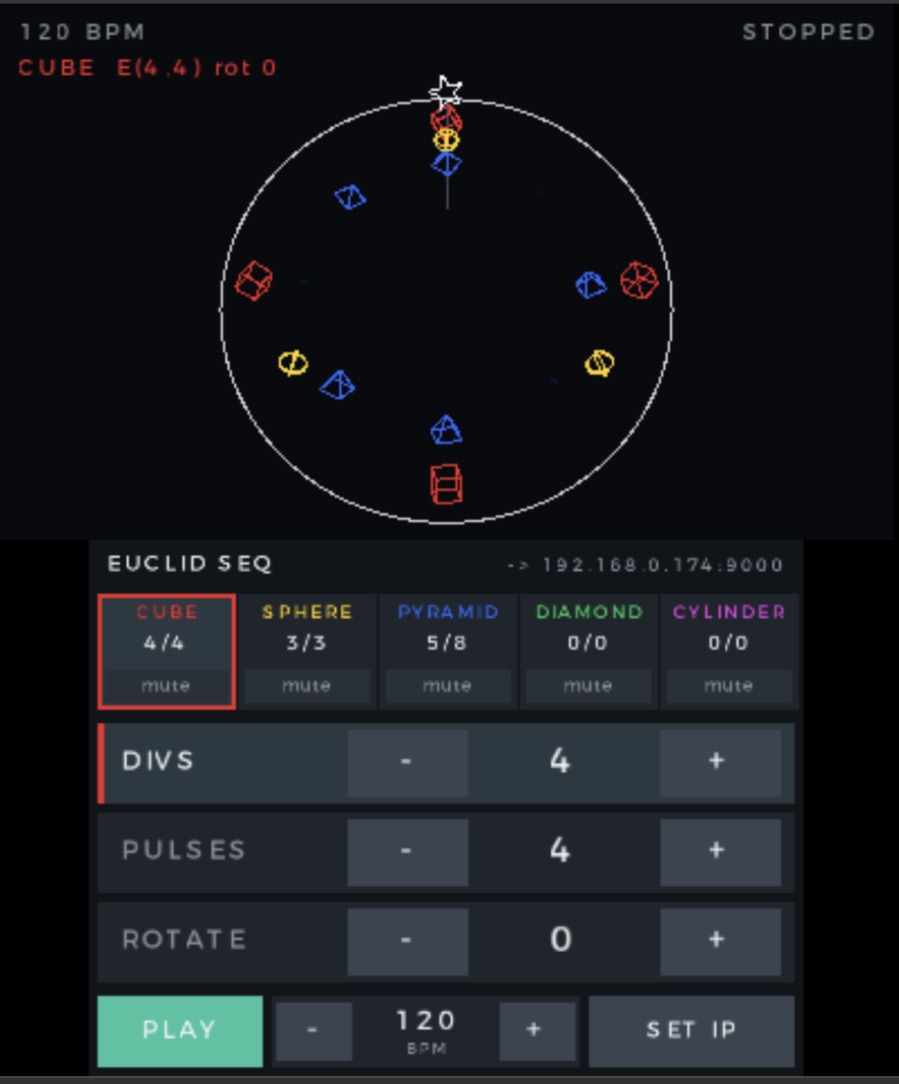 120 BPM STOPPED
CUBE E(4,4) rot 0
EUCLID SEQ -> 192.168.0.174:9000
CUBE SPHERE PYRAMID DIAMOND CYLINDER
4/4 3/3 5/8 0/0 0/0
mute mute mute mute mute
DIVS - 4 +
PULSES - 4 +
ROTATE - 0 +
PLAY - 120 + SET IP
BPM